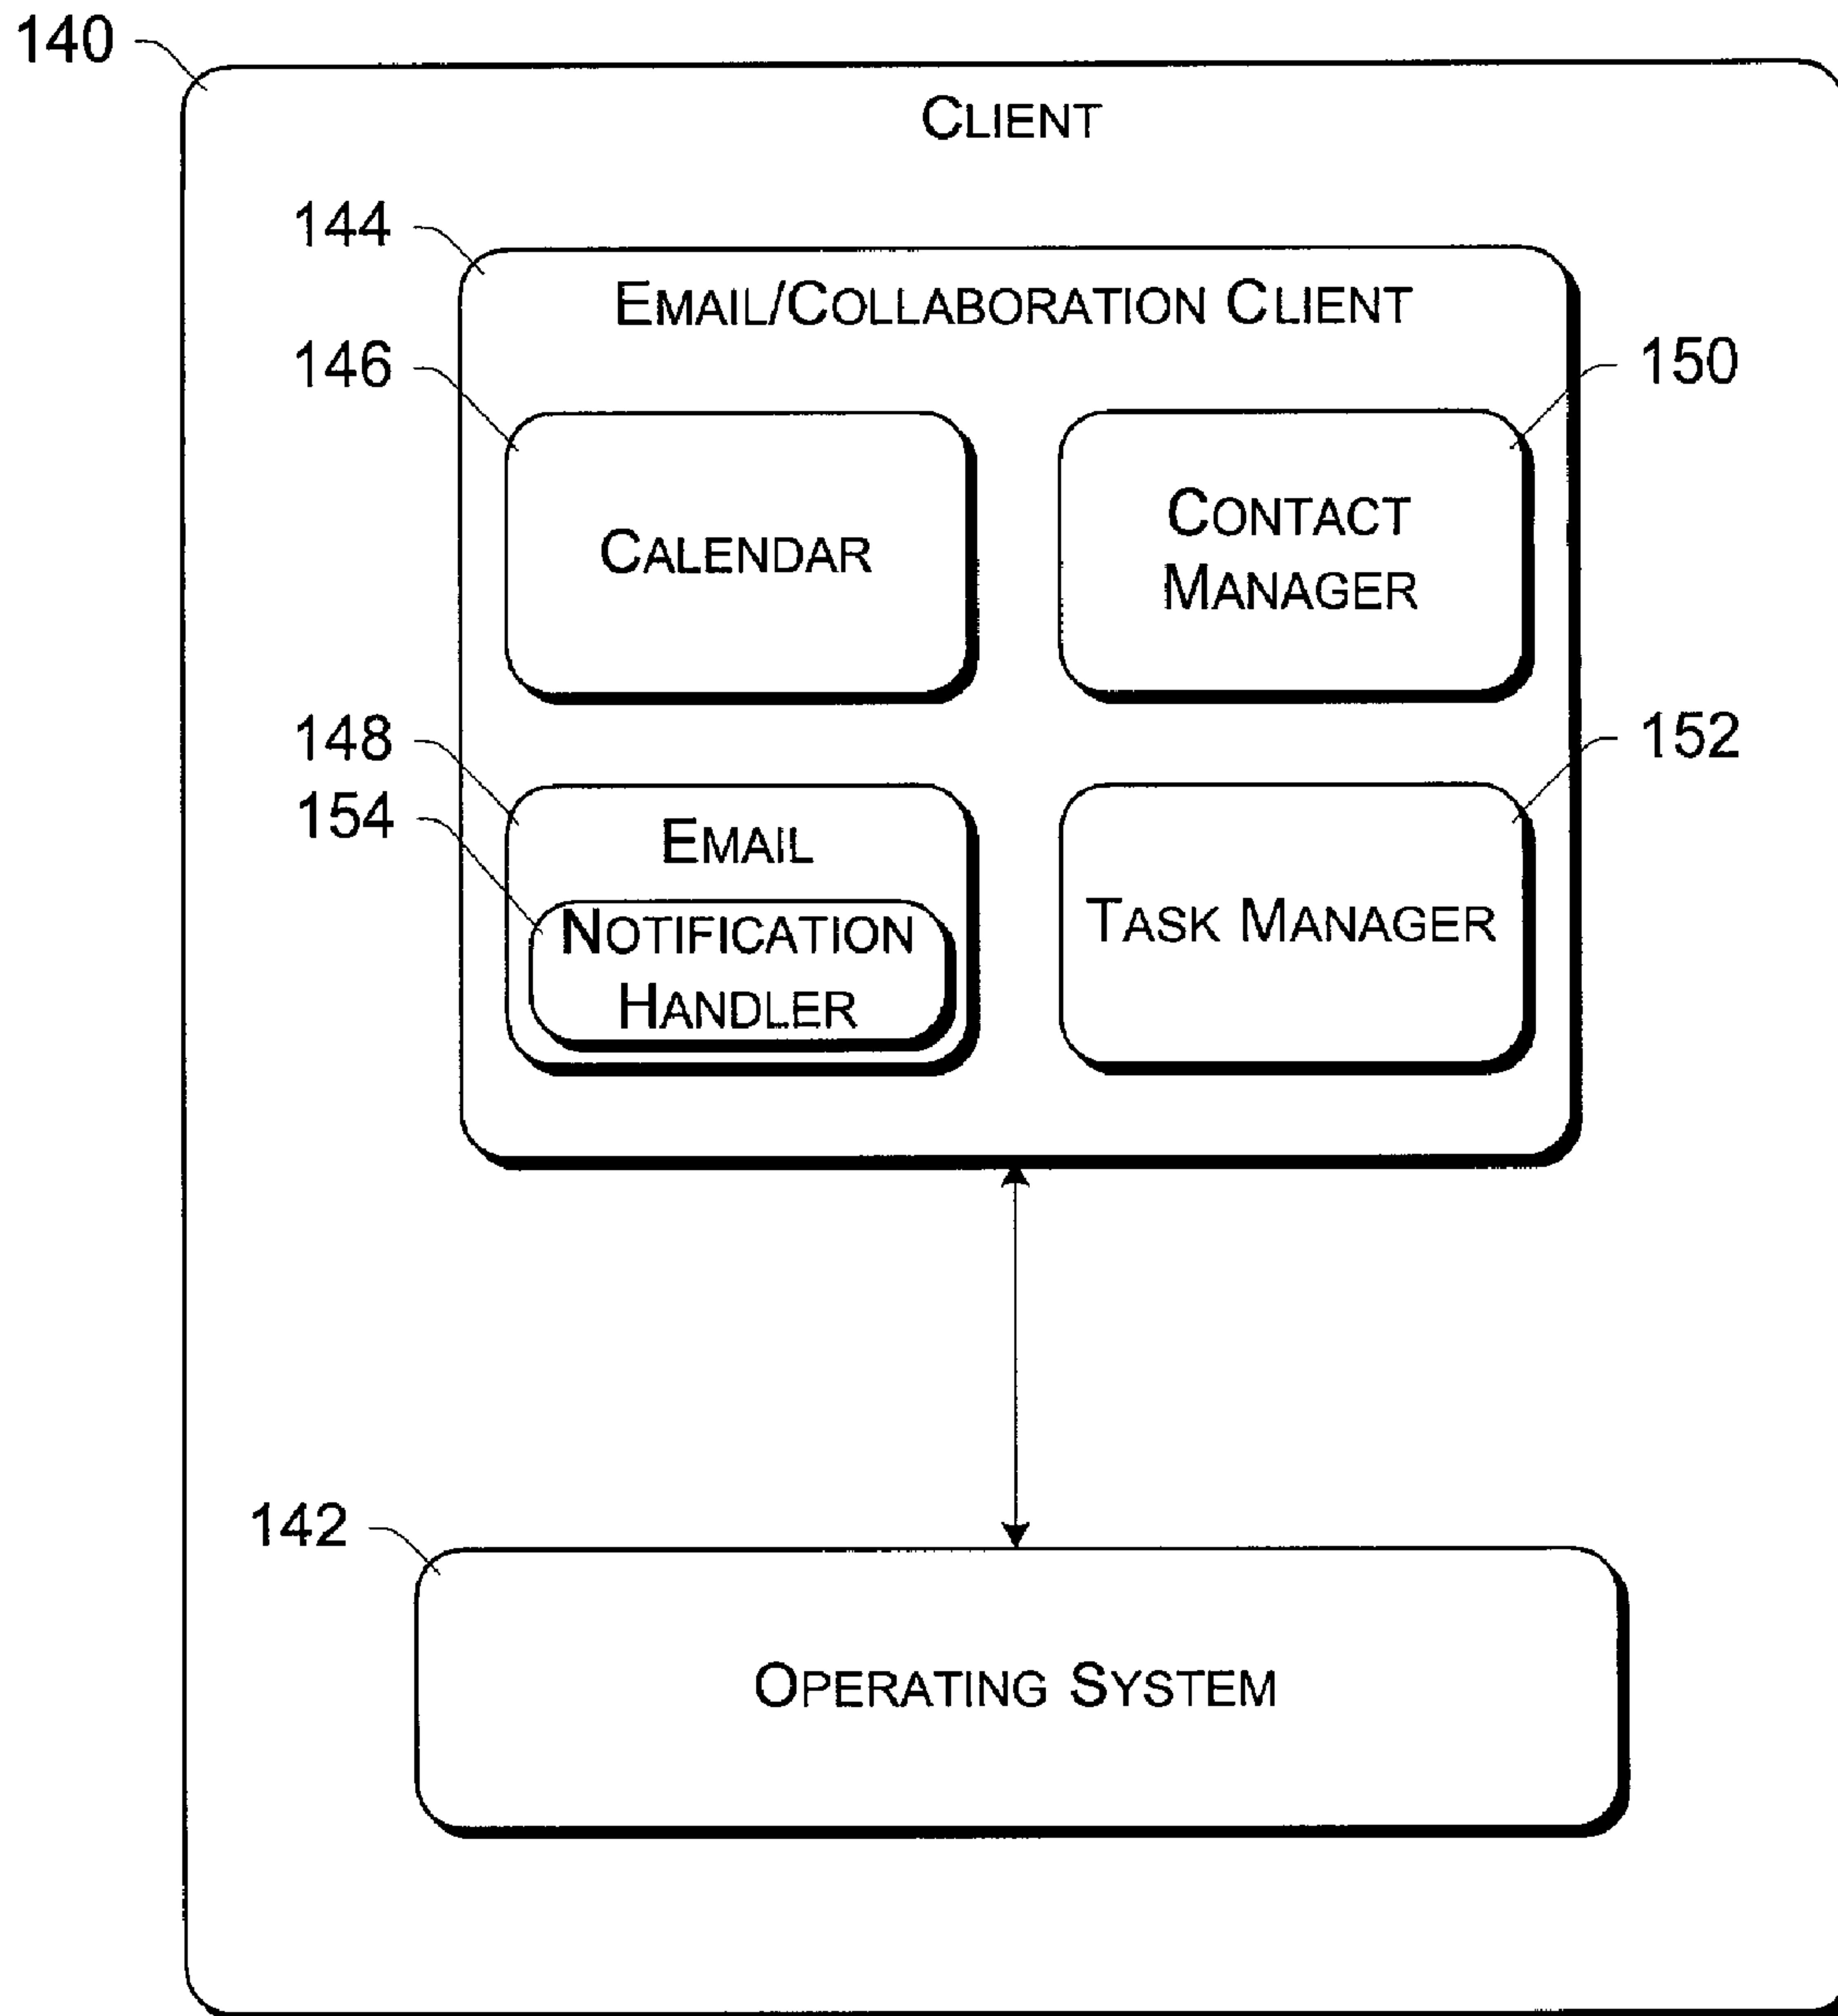 140
CLIENT
144
EMAIL/COLLABORATION CLIENT
146
150
CALENDAR
CONTACT
MANAGER
148
152
154
EMAIL
NOTIFICATION
HANDLER
TASK MANAGER
142
OPERATING SYSTEM